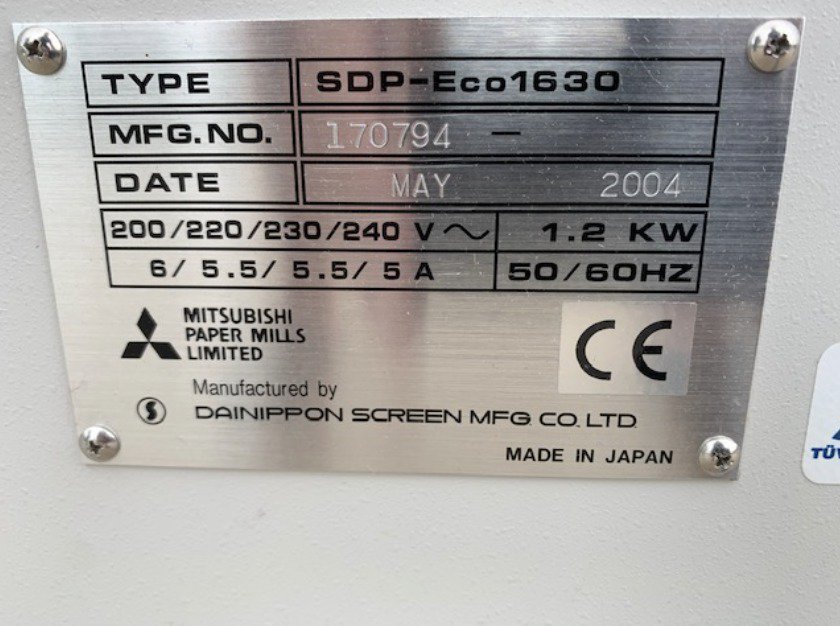 TYPE SDP-Eco1630
MFG.NO. 170794 —
DATE MAY 2004
200/220/230/240 V ~ 1.2 KW
6/ 5.5/ 5.5/ 5 A 50/60HZ
MITSUBISHI
PAPER MILLS
LIMITED
CE
Manufactured by
S DAINIPPON SCREEN MFG. CO. LTD.
MADE IN JAPAN
TÜV